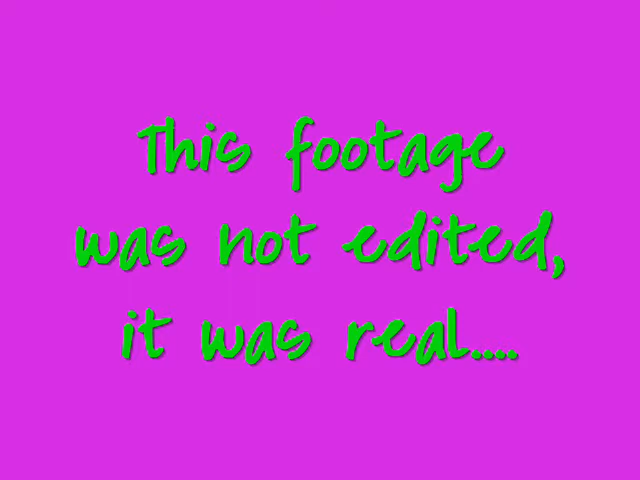 This footage
was not edited,
it was real....